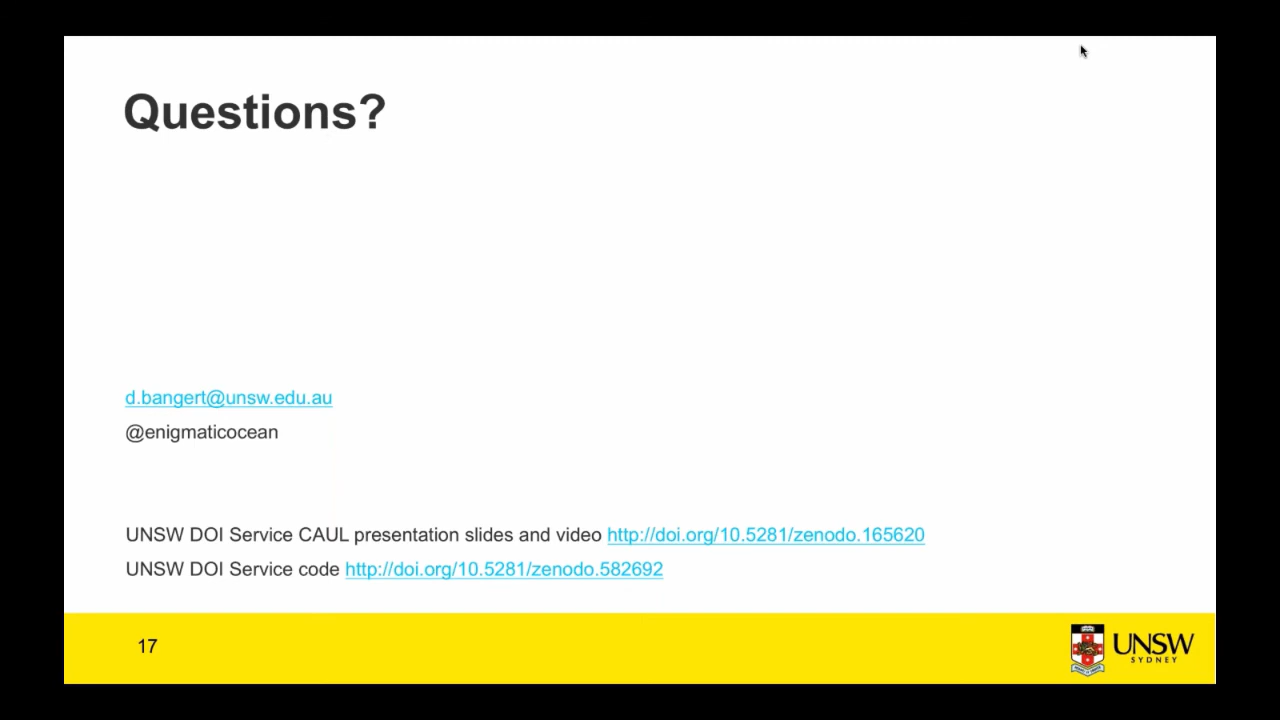 Questions?
d.bangert@unsw.edu.au
@enigmaticocean
UNSW DOI Service CAUL presentation slides and video http://doi.org/10.5281/zenodo.165620
UNSW DOI Service code http://doi.org/10.5281/zenodo.582692
17
UNSW
SYDNEY